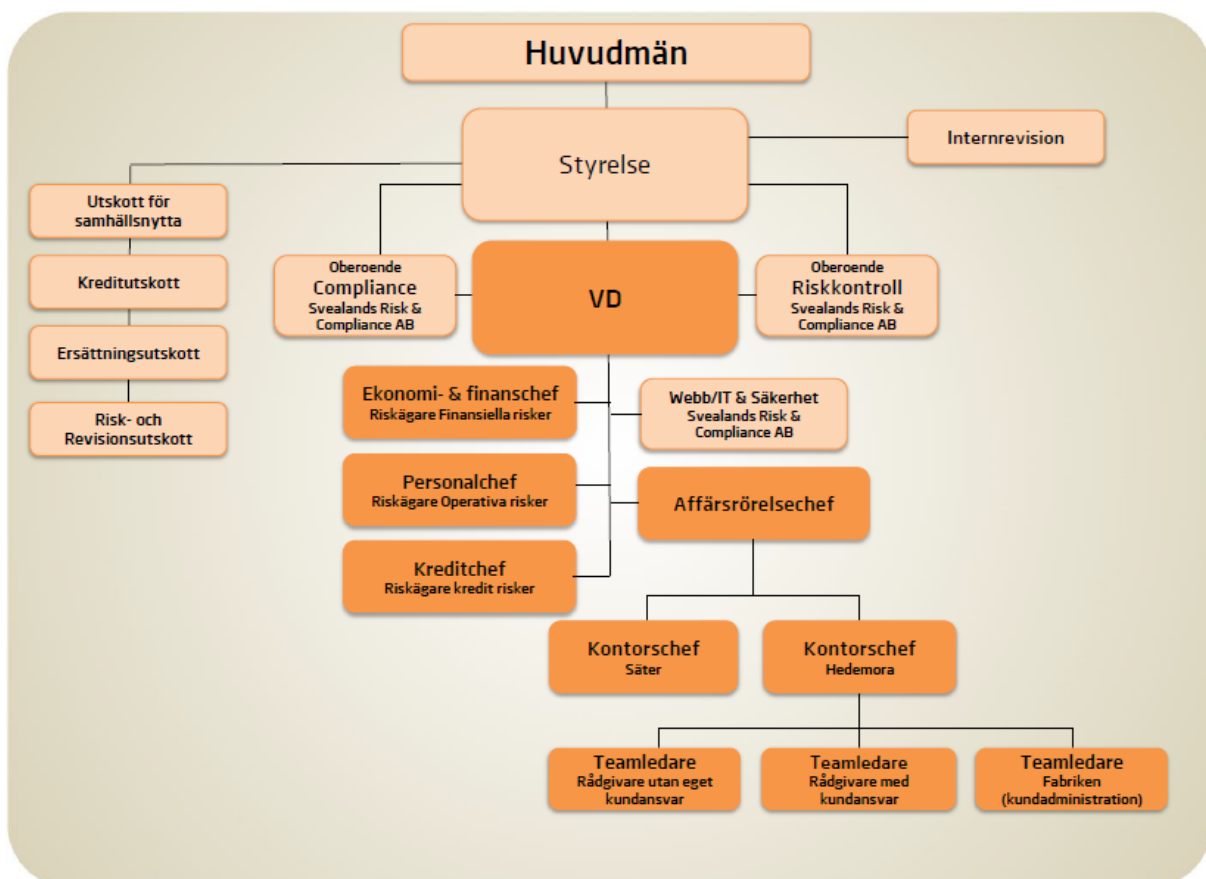 Huvudmän
Styrelse
Internrevision
Utskott för
samhällsnytta
Kreditutskott
Ersättningsutskott
Risk- och
Revisionsutskott
Oberoende
Compliance
Svealands Risk &
Compliance AB
VD
Oberoende
Riskkontroll
Svealands Risk &
Compliance AB
Ekonomi- & finanschef
Riskägare Finansiella risker
Webb/IT & Säkerhet
Svealands Risk &
Compliance AB
Personalchef
Riskägare Operativa risker
Affärsrörelsechef
Kreditchef
Riskägare kredit risker
Kontorschef
Säter
Kontorschef
Hedemora
Teamledare
Rådgivare utan eget
kundansvar
Teamledare
Rådgivare med
kundansvar
Teamledare
Fabriken
(kundadministration)